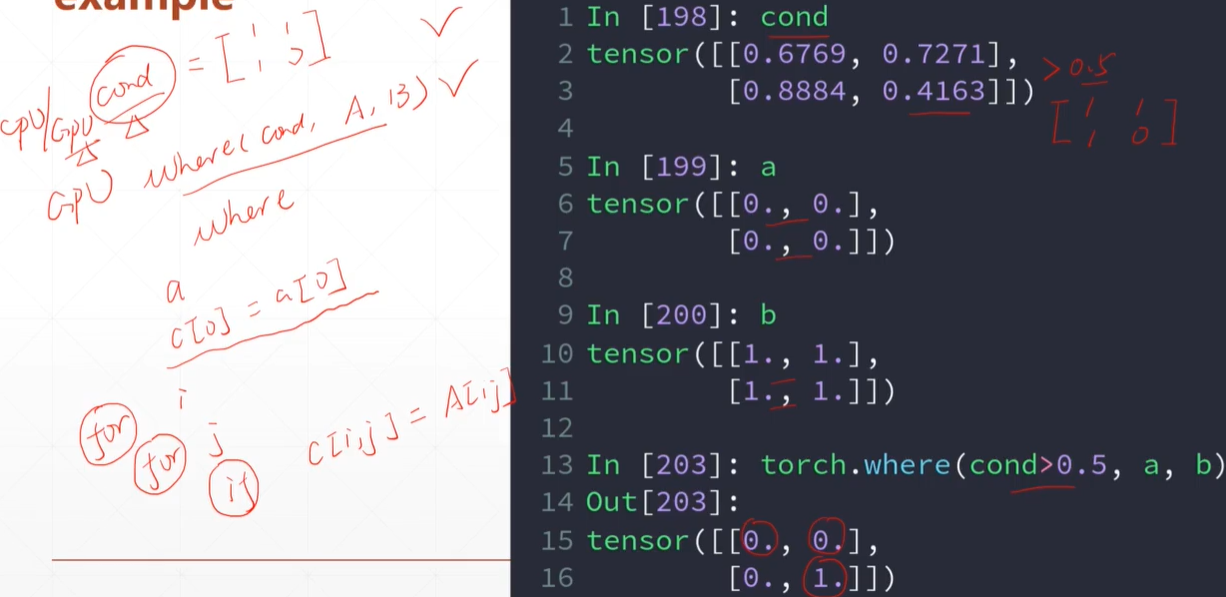 example
cond = [1 1
1 0]
CPU/GPU
GPU where(cond, A, B)
where
a
c[0] = a[0]
for i
for j
if
C[i,j] = A[i,j]
1 In [198]: cond
2 tensor([[0.6769, 0.7271],
3 [0.8884, 0.4163]])
> 0.5
[1 1
1 0]
4
5 In [199]: a
6 tensor([[0., 0.],
7 [0., 0.]])
8
9 In [200]: b
10 tensor([[1., 1.],
11 [1., 1.]])
12
13 In [203]: torch.where(cond>0.5, a, b)
14 Out[203]:
15 tensor([[0., 0.],
16 [0., 1.]])